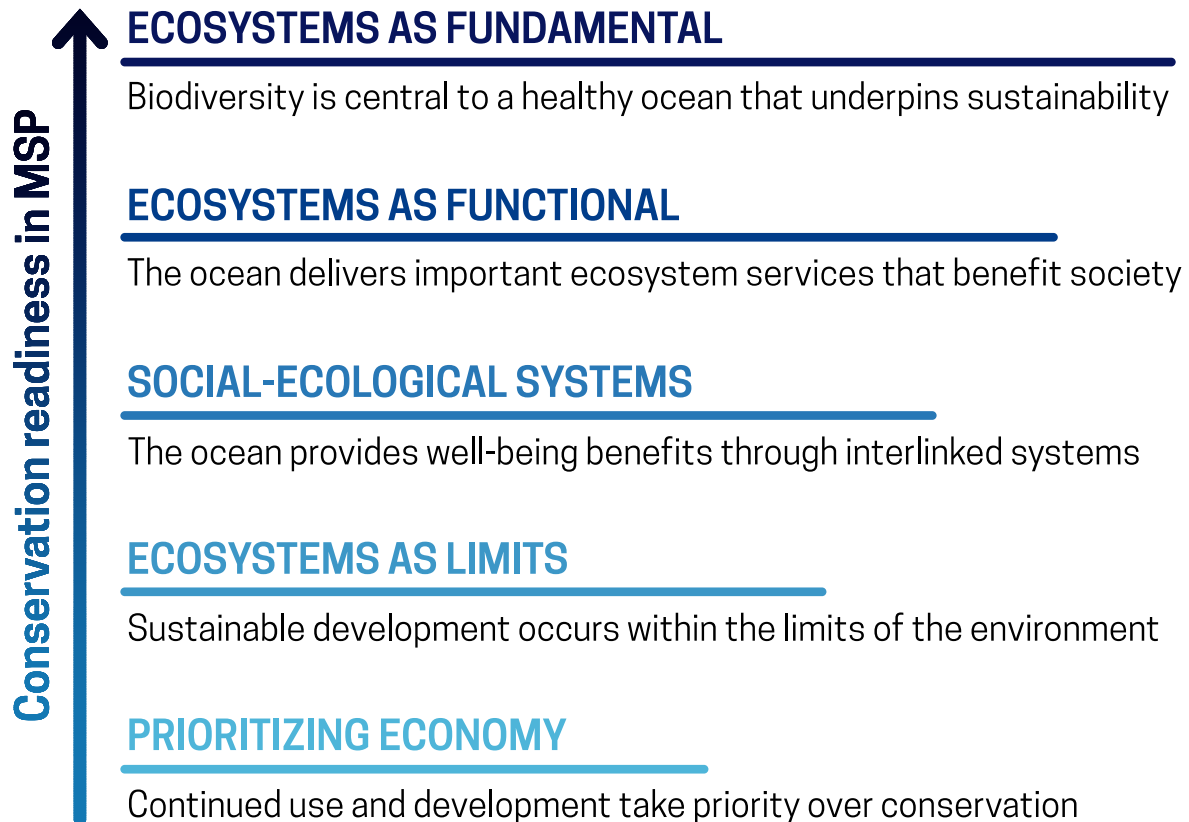 Conservation readiness in MSP
ECOSYSTEMS AS FUNDAMENTAL
Biodiversity is central to a healthy ocean that underpins sustainability
ECOSYSTEMS AS FUNCTIONAL
The ocean delivers important ecosystem services that benefit society
SOCIAL-ECOLOGICAL SYSTEMS
The ocean provides well-being benefits through interlinked systems
ECOSYSTEMS AS LIMITS
Sustainable development occurs within the limits of the environment
PRIORITIZING ECONOMY
Continued use and development take priority over conservation